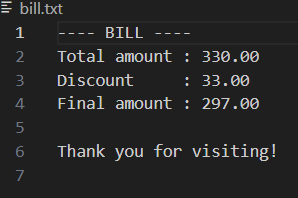 bill.txt
1 ---- BILL ----
2 Total amount : 330.00
3 Discount     : 33.00
4 Final amount : 297.00
5
6 Thank you for visiting!
7